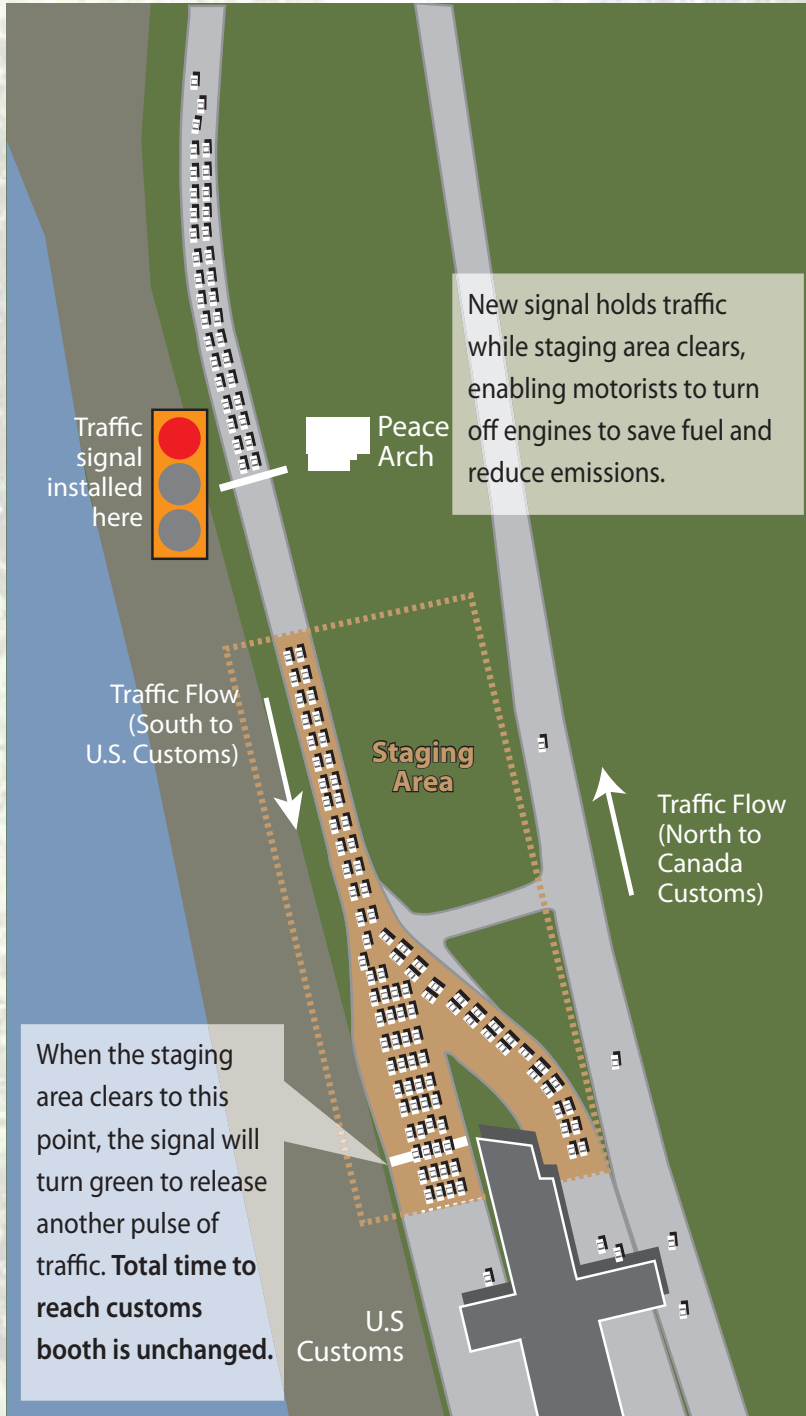 New signal holds traffic
while staging area clears,
enabling motorists to turn
off engines to save fuel and
reduce emissions.
Traffic
signal
installed
here
Peace
Arch
Traffic Flow
(South to
U.S. Customs)
Staging
Area
Traffic Flow
(North to
Canada
Customs)
When the staging
area clears to this
point, the signal will
turn green to release
another pulse of
traffic. Total time to
reach customs
booth is unchanged.
U.S
Customs